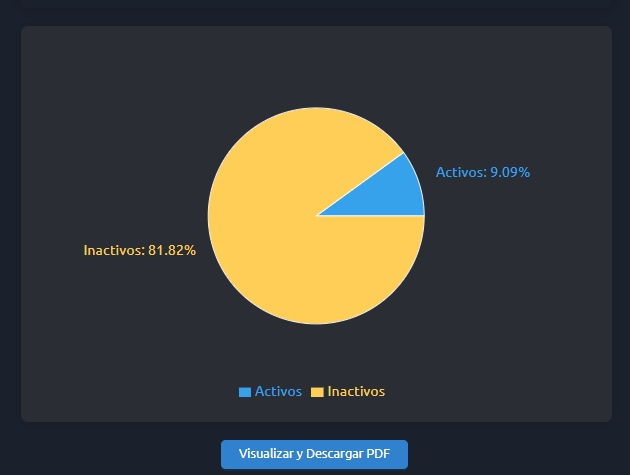 Activos: 9.09%
Inactivos: 81.82%
Activos Inactivos
Visualizar y Descargar PDF